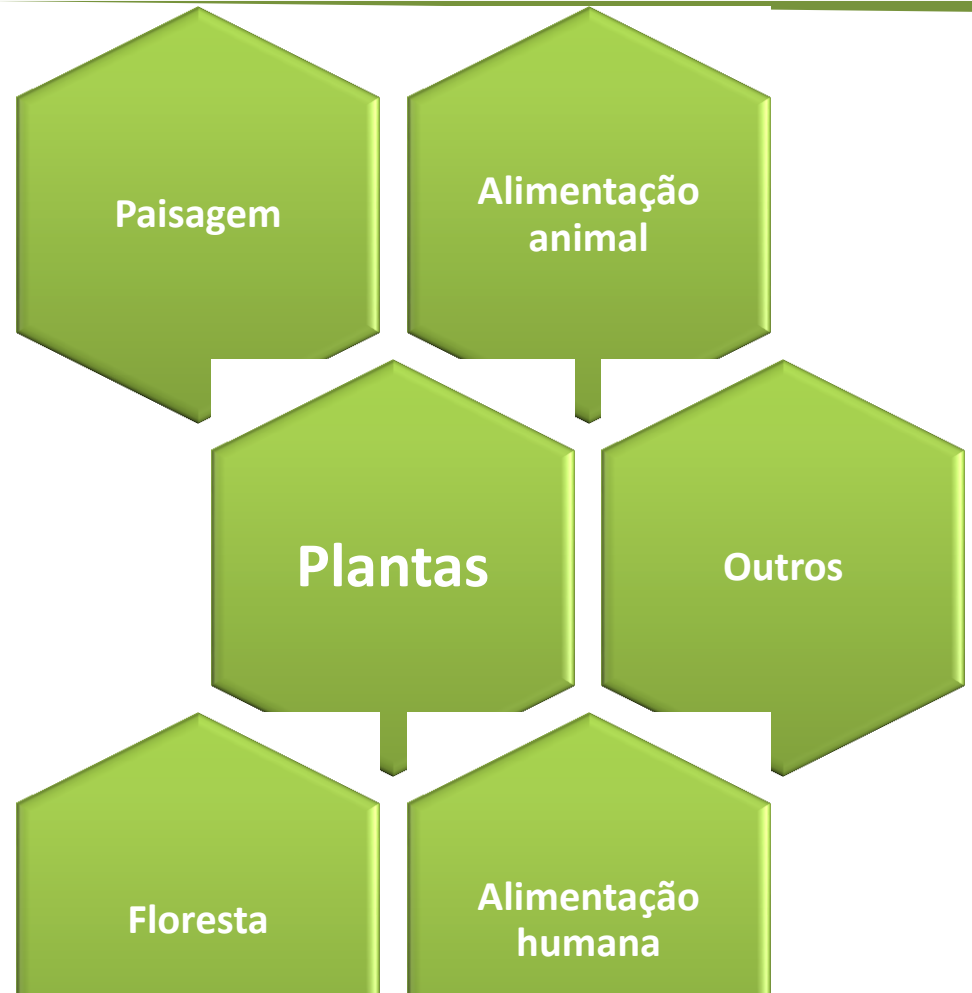 Paisagem
Alimentação
animal
Plantas
Outros
Floresta
Alimentação
humana